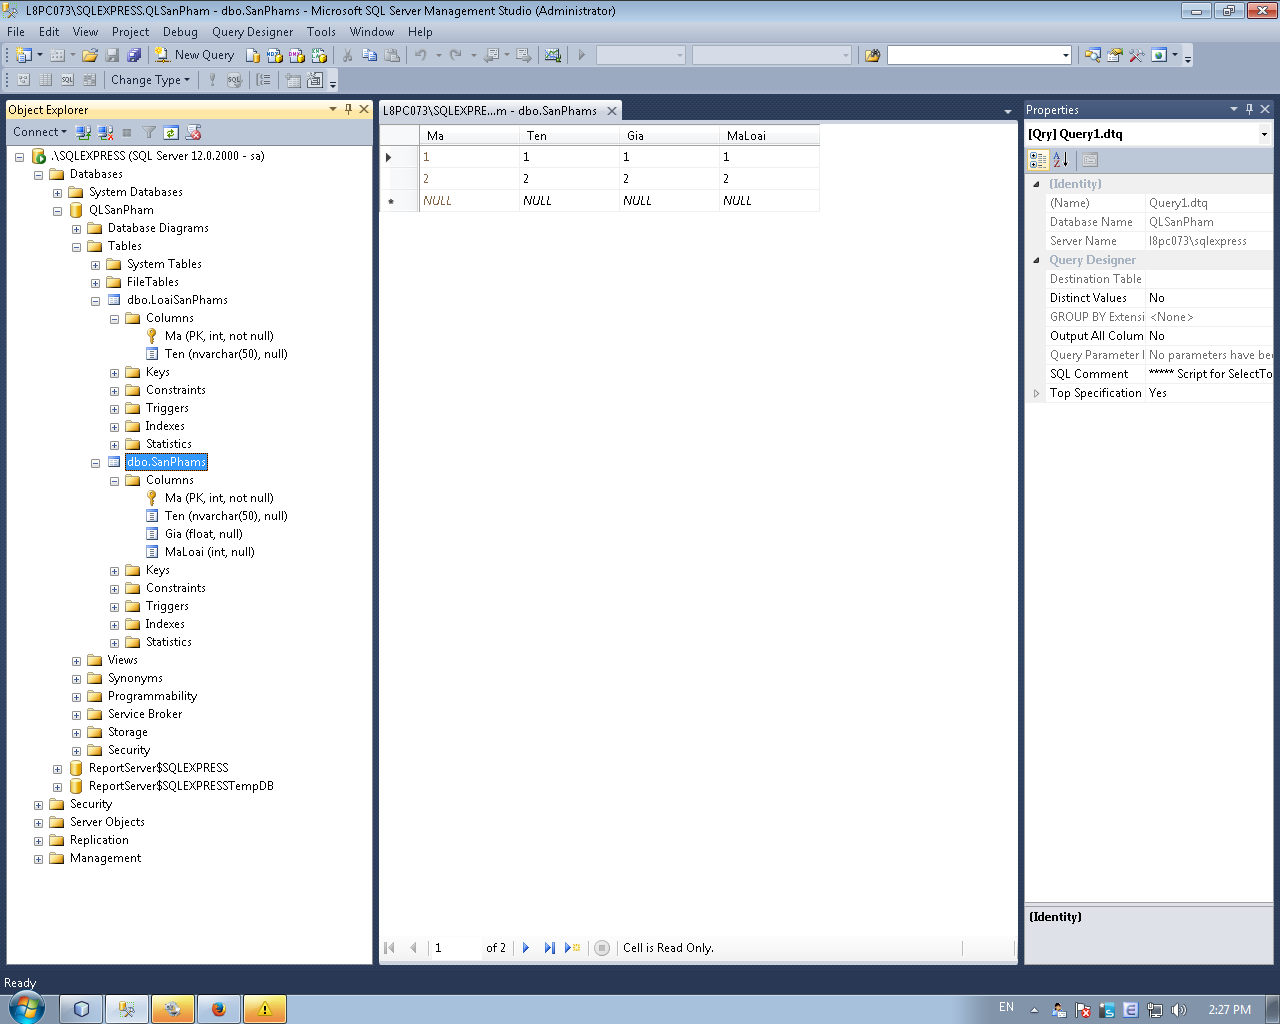 L8PC073\SQLEXPRESS.QLSanPham - dbo.SanPhams - Microsoft SQL Server Management Studio (Administrator)
File Edit View Project Debug Query Designer Tools Window Help
New Query
Change Type
Object Explorer
Connect
.\SQLEXPRESS (SQL Server 12.0.2000 - sa)
Databases
System Databases
QLSanPham
Database Diagrams
Tables
System Tables
FileTables
dbo.LoaiSanPhams
Columns
Ma (PK, int, not null)
Ten (nvarchar(50), null)
Keys
Constraints
Triggers
Indexes
Statistics
dbo.SanPhams
Columns
Ma (PK, int, not null)
Ten (nvarchar(50), null)
Gia (float, null)
MaLoai (int, null)
Keys
Constraints
Triggers
Indexes
Statistics
Views
Synonyms
Programmability
Service Broker
Storage
Security
ReportServer$SQLEXPRESS
ReportServer$SQLEXPRESSTempDB
Security
Server Objects
Replication
Management
L8PC073\SQLEXPRE...m - dbo.SanPhams
Ma Ten Gia MaLoai
1 1 1 1
2 2 2 2
NULL NULL NULL NULL
1 of 2 Cell is Read Only.
Properties
[Qry] Query1.dtq
(Identity)
(Name) Query1.dtq
Database Name QLSanPham
Server Name l8pc073\sqlexpress
Query Designer
Destination Table
Distinct Values No
GROUP BY Extensi <None>
Output All Colum No
Query Parameter l No parameters have bee
SQL Comment ***** Script for SelectTo
Top Specification Yes
(Identity)
Ready
EN 2:27 PM